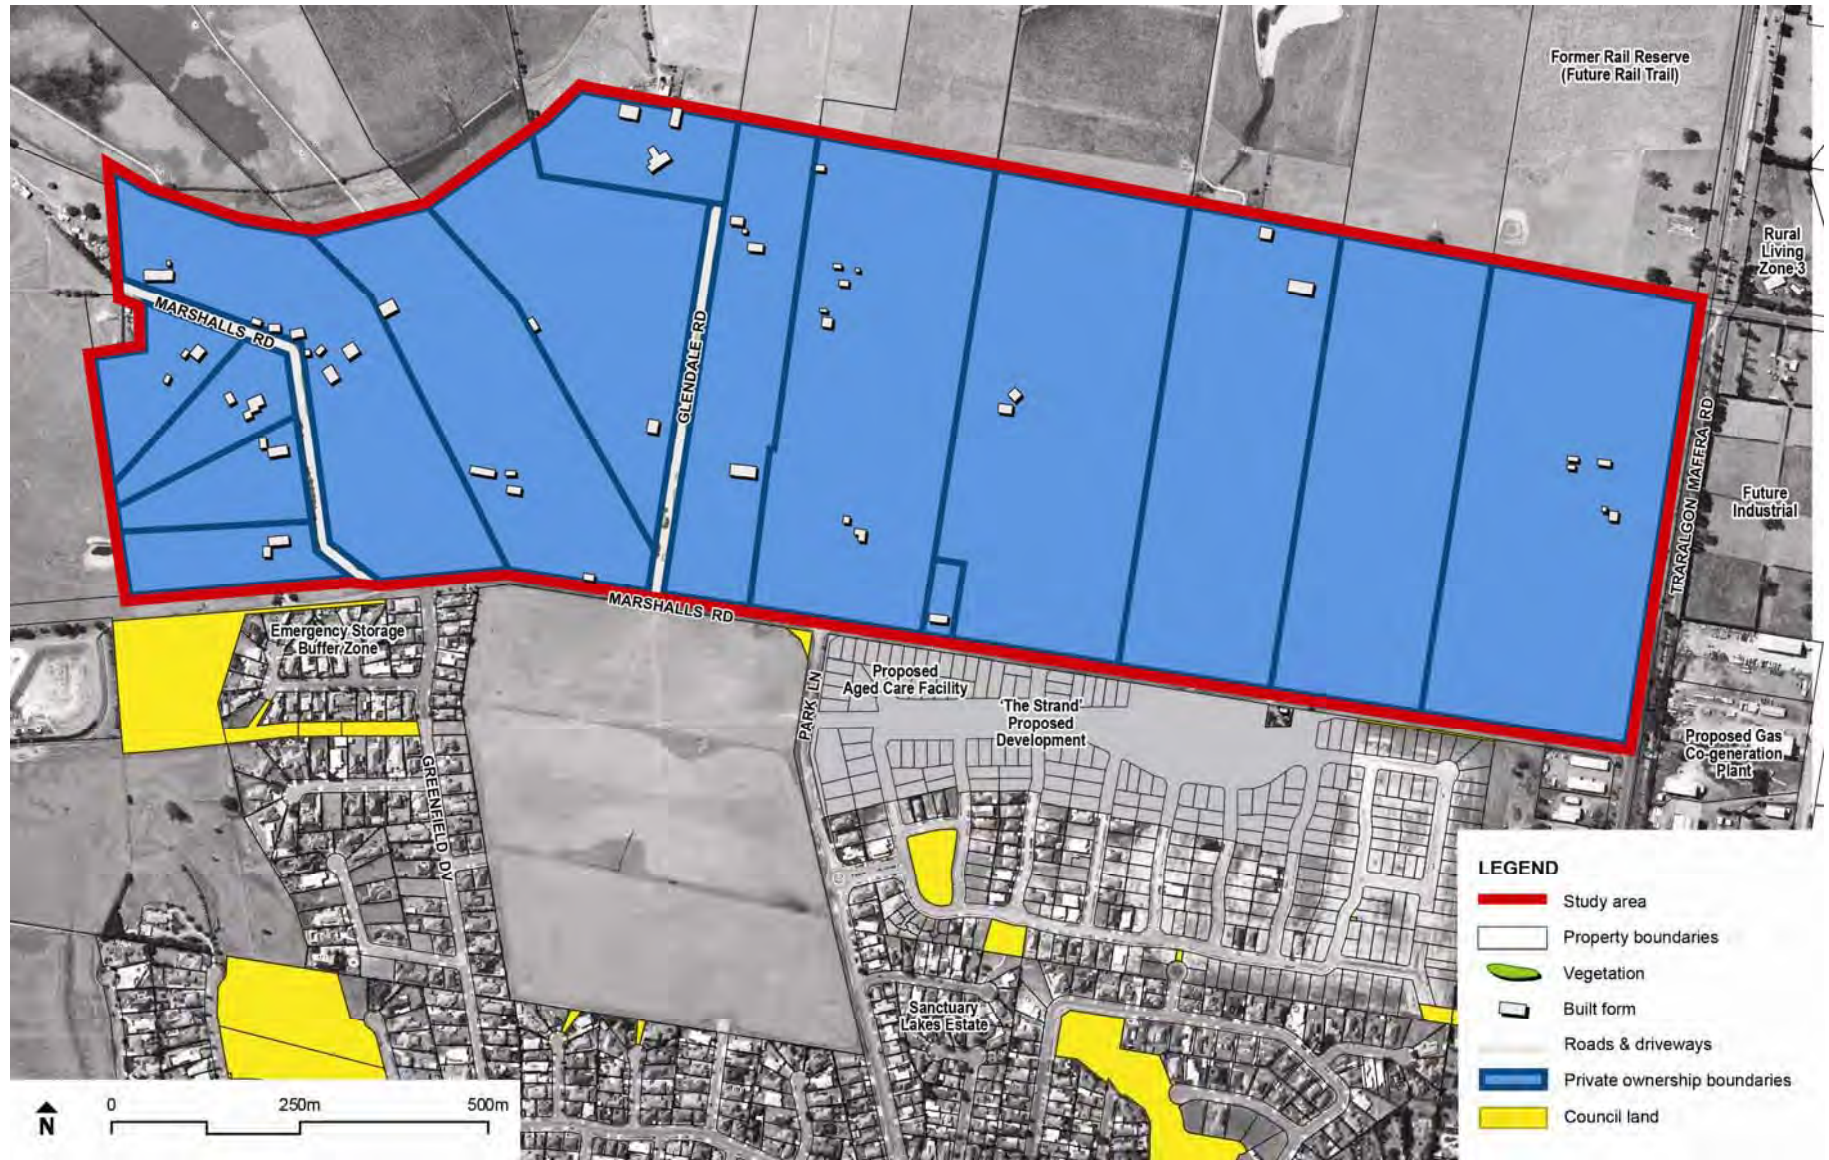 Former Rail Reserve
(Future Rail Trail)
Rural
Living
Zone 3
MARSHALLS RD
GLENDALE RD
TRARALGON MAFFRA RD
Future
Industrial
MARSHALLS RD
Emergency Storage
Buffer Zone
PARK LN
Proposed
Aged Care Facility
'The Strand'
Proposed
Development
Proposed Gas
Co-generation
Plant
GREENFIELD DV
Sanctuary
Lakes Estate
LEGEND
Study area
Property boundaries
Vegetation
Built form
Roads & driveways
Private ownership boundaries
Council land
N
0 250m 500m